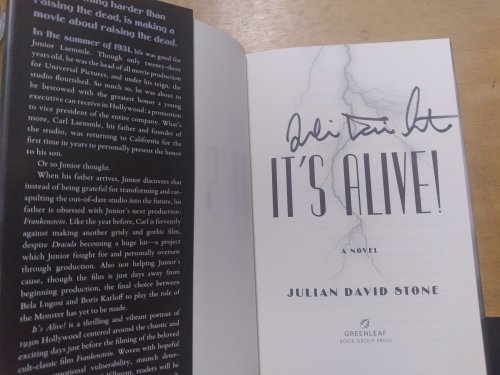 ning harder than
raising the dead, is making a
movie about raising the dead.
In the summer of 1931, life was good for
Junior Laemmle. Though only twenty-three
years old, he was the head of all movie production
for Universal Pictures, and under his reign, the
studio flourished. So much so, he was about to
be bestowed with the greatest honor a young
executive can receive in Hollywood: a promotion
to vice president of the entire company. What's
more, Carl Laemmle, his father and founder of
the studio, was returning to California for the
first time in years to personally present the honor
to his son.
Or so Junior thought.
When his father arrives, Junior discovers that
instead of being grateful for transforming and cat-
apulting the out-of-date studio into the future, his
father is obsessed with Junior's next production:
Frankenstein. Like the year before, Carl is fervently
against making another grisly and gothic film,
despite Dracula becoming a huge hit—a project
which Junior fought for and personally oversaw
through production. Also not helping Junior's
cause, though the film is just days away from
beginning production, the final choice between
Bela Lugosi and Boris Karloff to play the role of
the Monster has yet to be made.
It's Alive! is a thrilling and vibrant portrait of
1930s Hollywood centered around the chaotic and
exciting days just before the filming of the beloved
cult-classic film Frankenstein. Woven with hopeful
emotional vulnerability, staunch deter-
readers will be
IT'S ALIVE!
A NOVEL
JULIAN DAVID STONE
GREENLEAF
BOOK GROUP PRESS